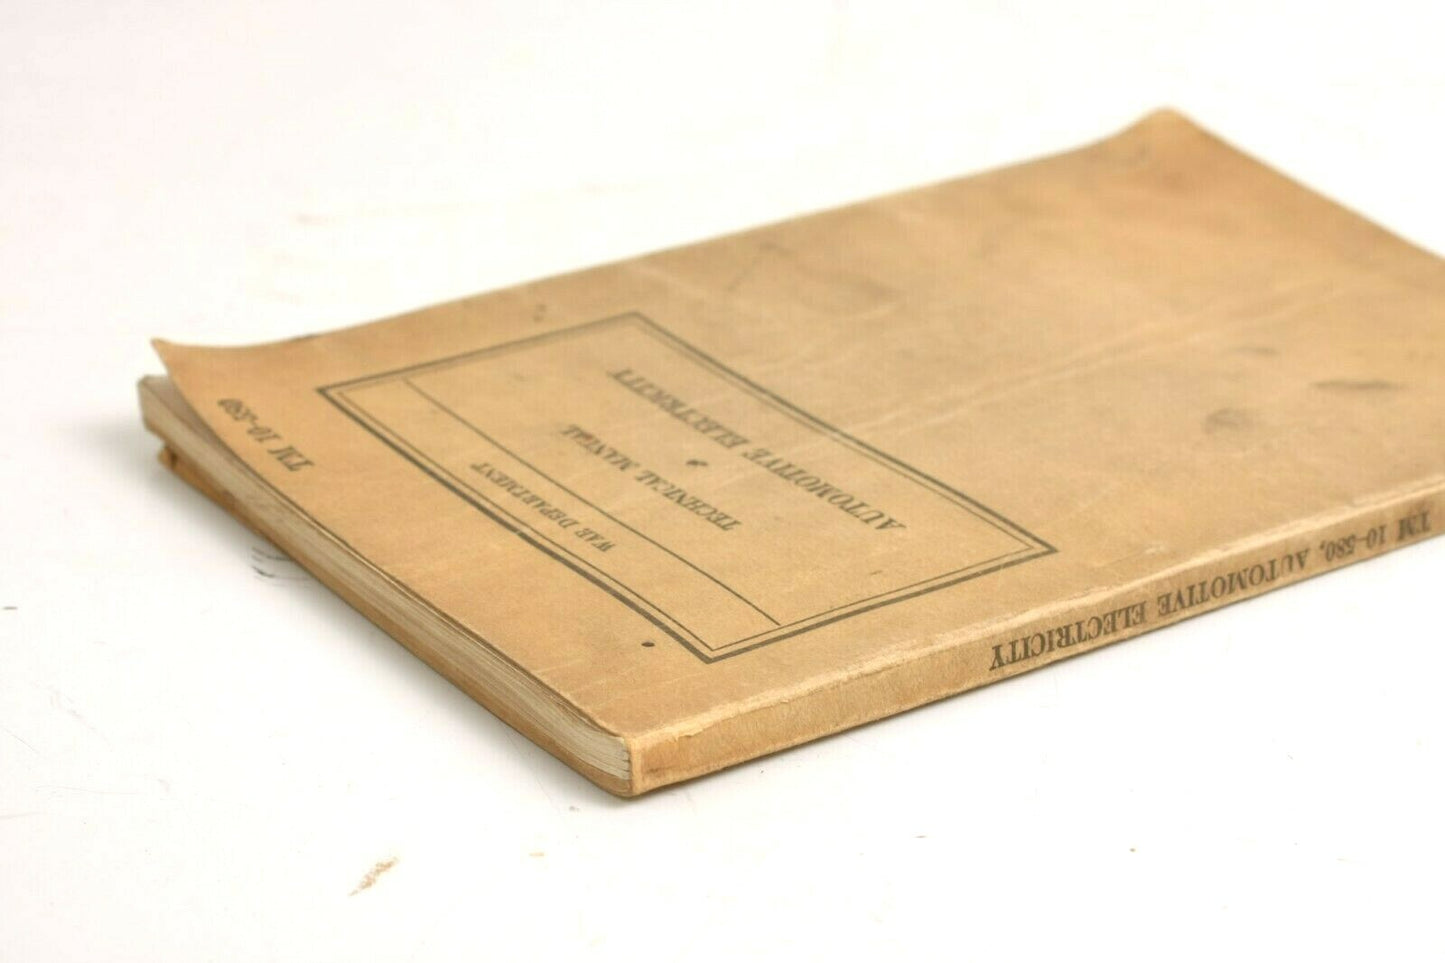 TM 10-580
WAR DEPARTMENT
TECHNICAL MANUAL
AUTOMOTIVE ELECTRICITY
TM 10-580, AUTOMOTIVE ELECTRICITY